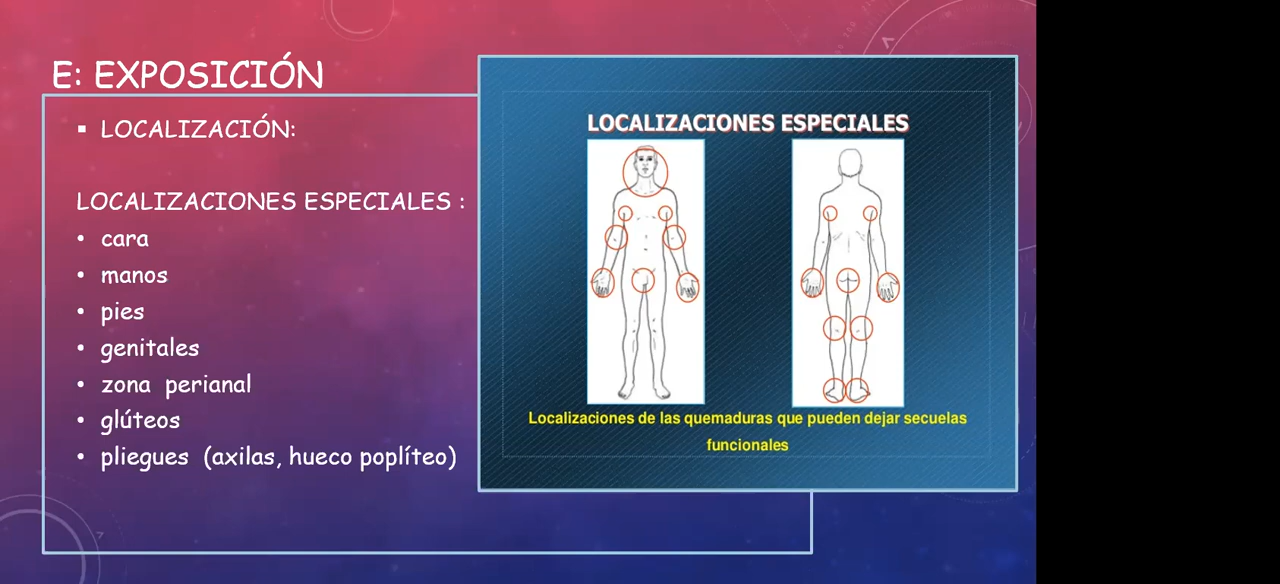 E: EXPOSICIÓN
▪ LOCALIZACIÓN:
LOCALIZACIONES ESPECIALES :
• cara
• manos
• pies
• genitales
• zona perianal
• glúteos
• pliegues (axilas, hueco poplíteo)
LOCALIZACIONES ESPECIALES
Localizaciones de las quemaduras que pueden dejar secuelas
funcionales